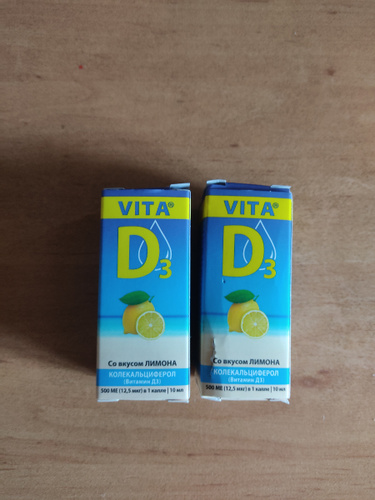 VITA®
D3
Со вкусом ЛИМОНА
КОЛЕКАЛЬЦИФЕРОЛ
(Витамин Д3)
500 МЕ (12,5 мкг) в 1 капле | 10 мл
VITA®
D3
Со вкусом ЛИМОНА
КОЛЕКАЛЬЦИФЕРОЛ
(Витамин Д3)
500 МЕ (12,5 мкг) в 1 капле | 10 мл